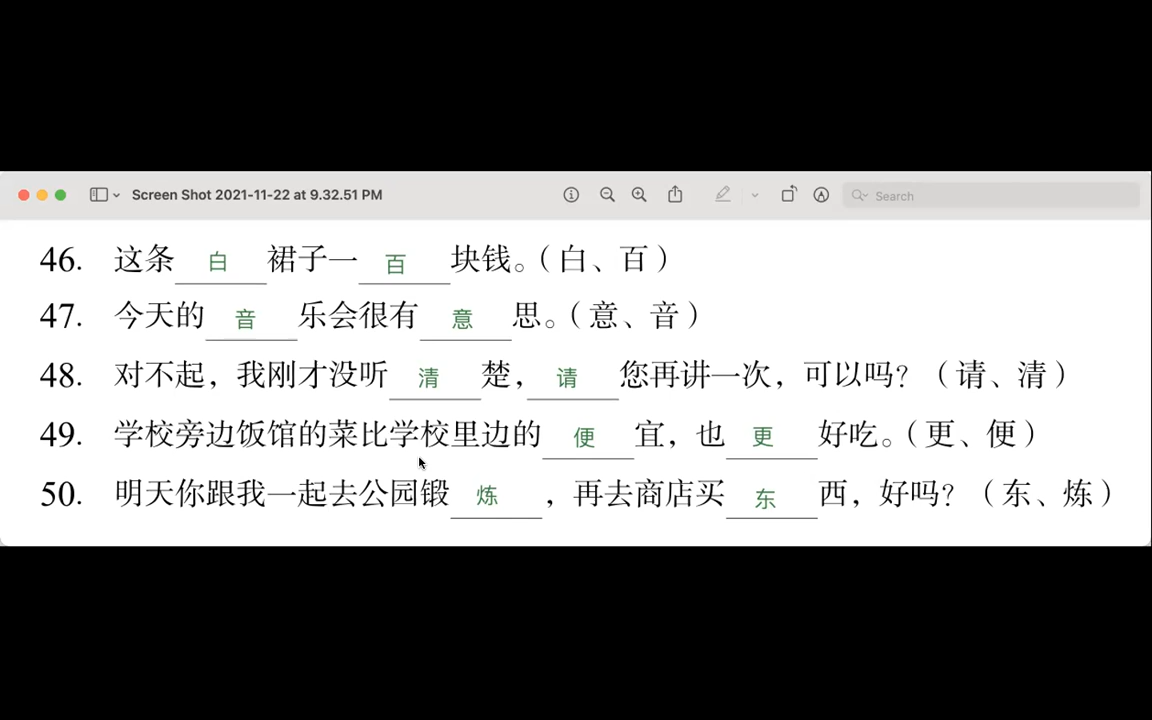 Screen Shot 2021-11-22 at 9.32.51 PM
Search
46. 这条白裙子一百块钱。（白、百）
47. 今天的音乐会很有意思。（意、音）
48. 对不起，我刚才没听清楚，请您再讲一次，可以吗？（请、清）
49. 学校旁边饭馆的菜比学校里边的便宜，也更好吃。（更、便）
50. 明天你跟我一起去公园锻炼，再去商店买东西，好吗？（东、炼）